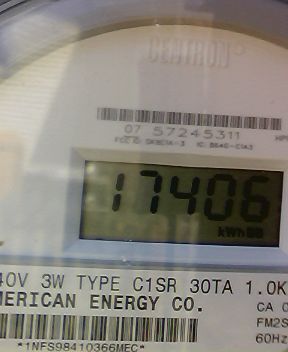 CENTRON
07 57245311
17406
kWh
40V 3W TYPE C1SR 30TA 1.0K
MERICAN ENERGY CO.
CA 0
FM2S
60Hz
*1NFS98410366MEC*